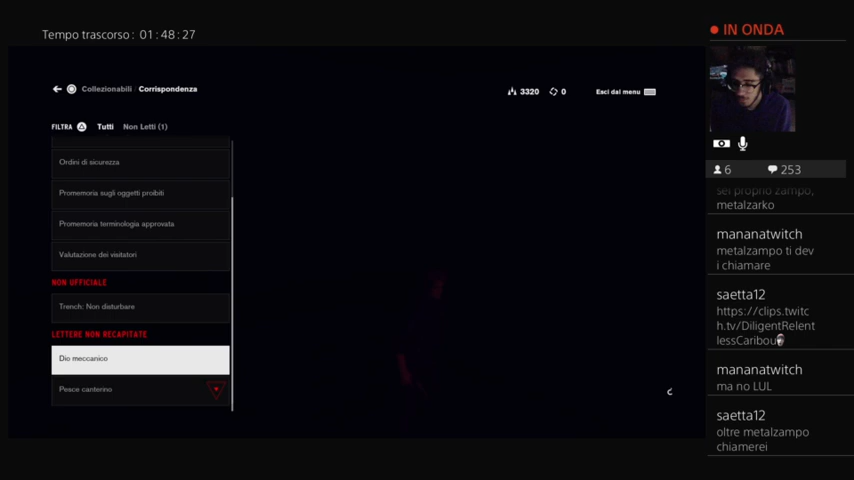 Tempo trascorso: 01:48:27
IN ONDA
Collezionabili Corrispondenza
3320 0 Esci dal menu
FILTRA Tutti Non Letti (1)
Ordini di sicurezza
Promemoria sugli oggetti proibiti
Promemoria terminologia approvata
Valutazione dei visitatori
NON UFFICIALE
Trench: Non disturbare
LETTERE NON RECAPITATE
Dio meccanico
Pesce canterino
6 253
sei proprio zampo,
metalzarko
mananatwitch
metalzampo ti dev
i chiamare
saetta12
https://clips.twitc
h.tv/DiligentRelent
lessCaribou
mananatwitch
ma no LUL
saetta12
oltre metalzampo
chiamerei